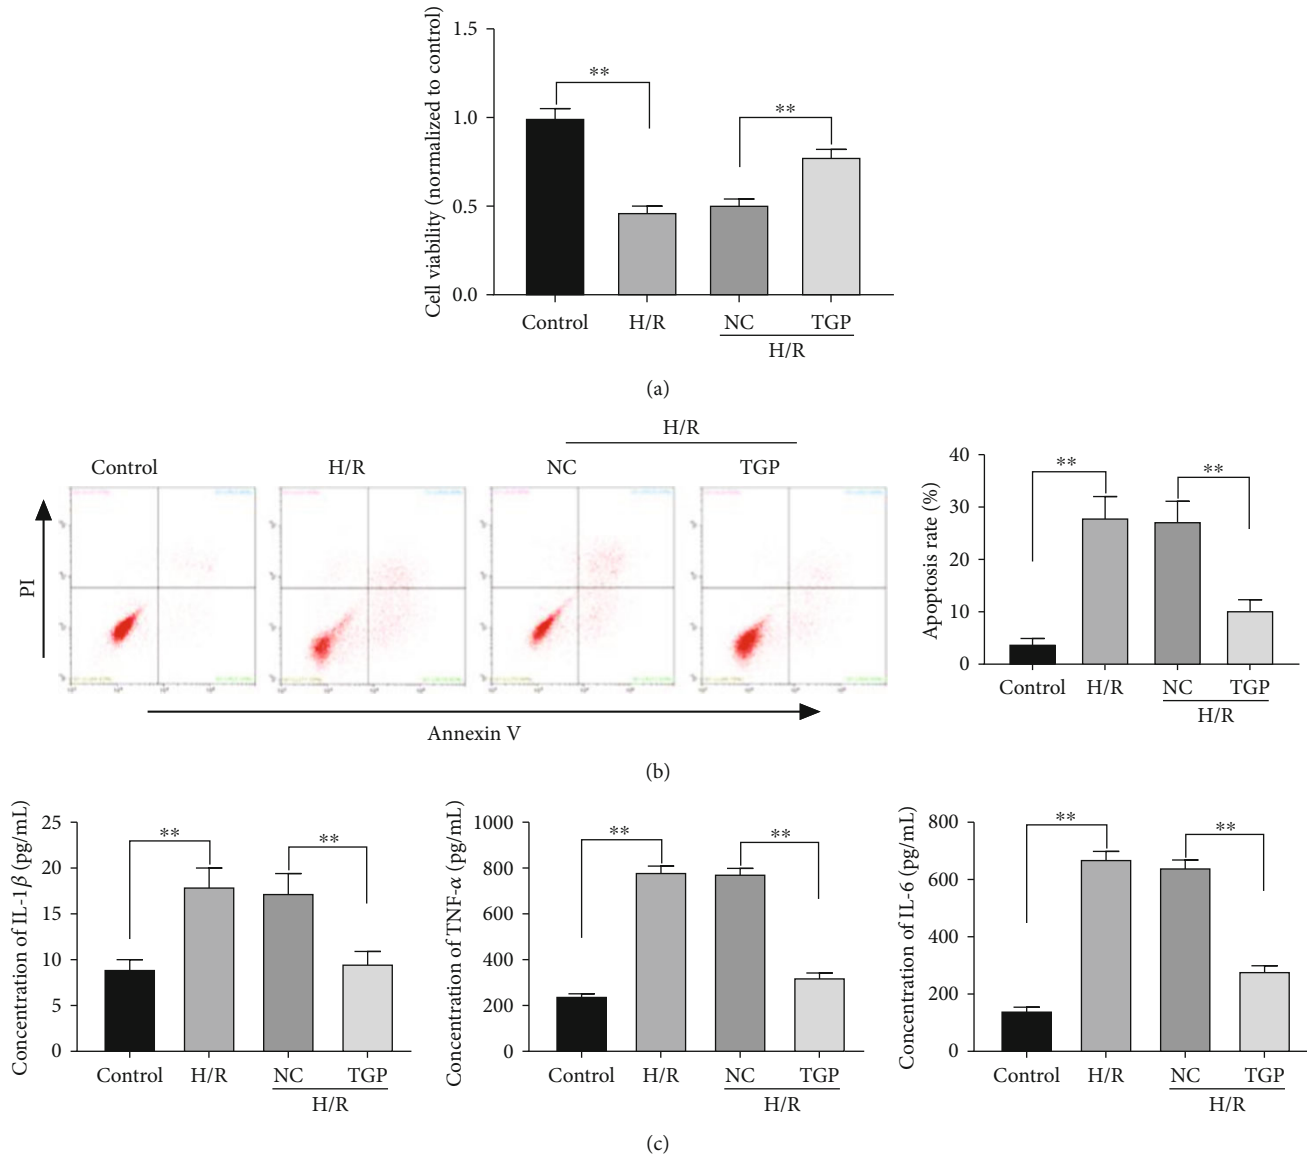 Cell viability (normalized to control)
1.5
1.0
0.5
0.0
**
**
Control
H/R
NC
TGP
H/R
(a)
H/R
Control
H/R
NC
TGP
PI
Annexin V
Apoptosis rate (%)
40
30
20
10
0
**
**
Control
H/R
NC
TGP
H/R
(b)
Concentration of IL-1β (pg/mL)
25
20
15
10
5
0
**
**
Control
H/R
NC
TGP
H/R
Concentration of TNF-α (pg/mL)
1000
800
600
400
200
0
**
**
Control
H/R
NC
TGP
H/R
Concentration of IL-6 (pg/mL)
800
600
400
200
0
**
**
Control
H/R
NC
TGP
H/R
(c)